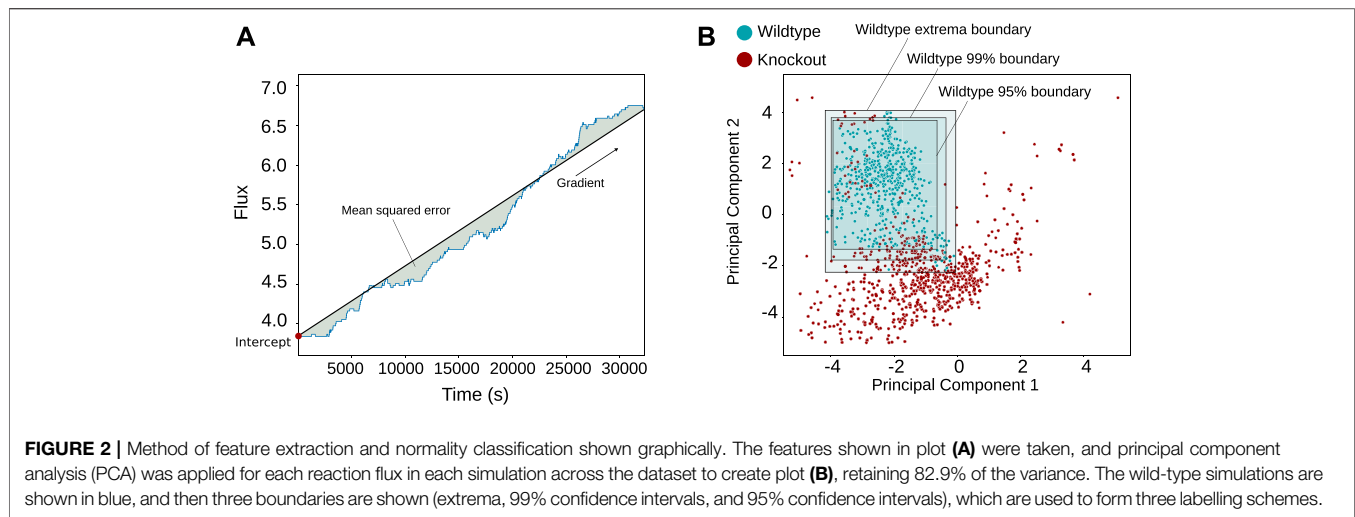 A
Flux
7.0
6.5
6.0
5.5
5.0
4.5
4.0
Mean squared error
Gradient
Intercept
5000 10000 15000 20000 25000 30000
Time (s)
B
Wildtype
Knockout
Wildtype extrema boundary
Wildtype 99% boundary
Wildtype 95% boundary
Principal Component 2
4
2
0
-2
-4
-4 -2 0 2 4
Principal Component 1
FIGURE 2 | Method of feature extraction and normality classification shown graphically. The features shown in plot (A) were taken, and principal component
analysis (PCA) was applied for each reaction flux in each simulation across the dataset to create plot (B), retaining 82.9% of the variance. The wild-type simulations are
shown in blue, and then three boundaries are shown (extrema, 99% confidence intervals, and 95% confidence intervals), which are used to form three labelling schemes.